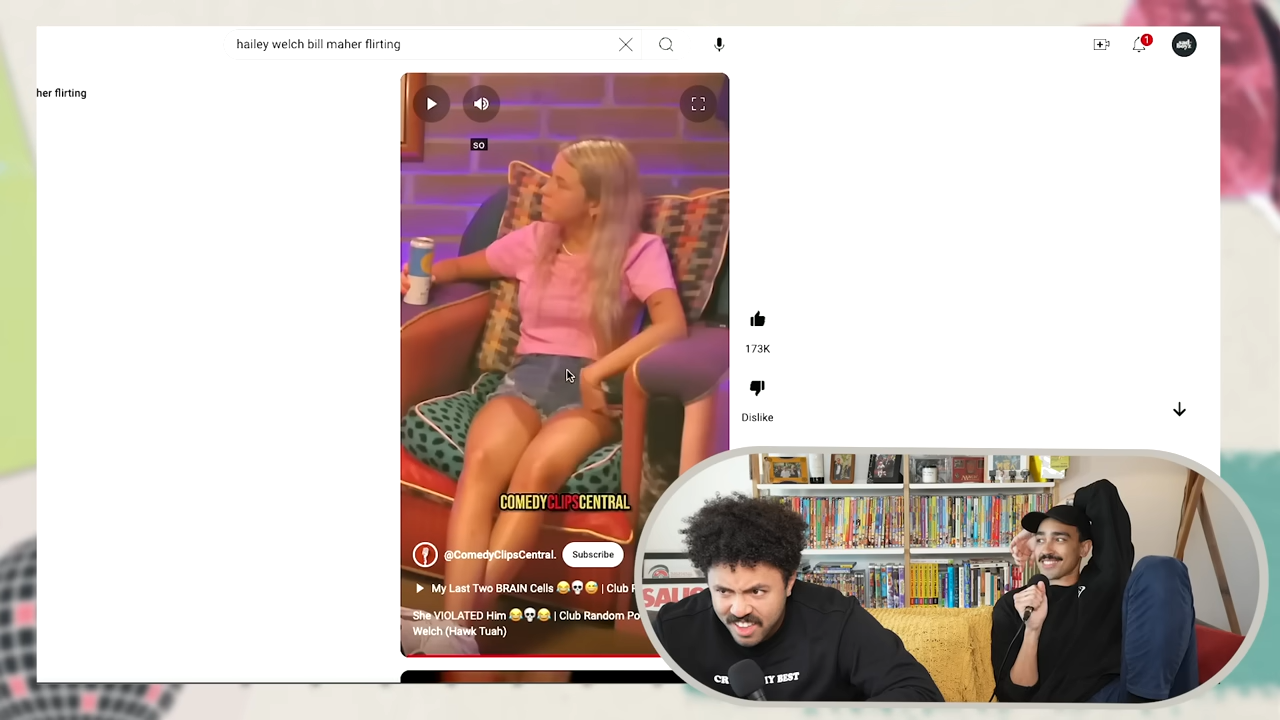 hailey welch bill maher flirting
1
her flirting
so
173K
Dislike
COMEDYCLIPSCENTRAL
@ComedyClipsCentral.
Subscribe
My Last Two BRAIN Cells 😂💀😅 | Club
She VIOLATED Him 😂💀😂 | Club Random Po
Welch (Hawk Tuah)